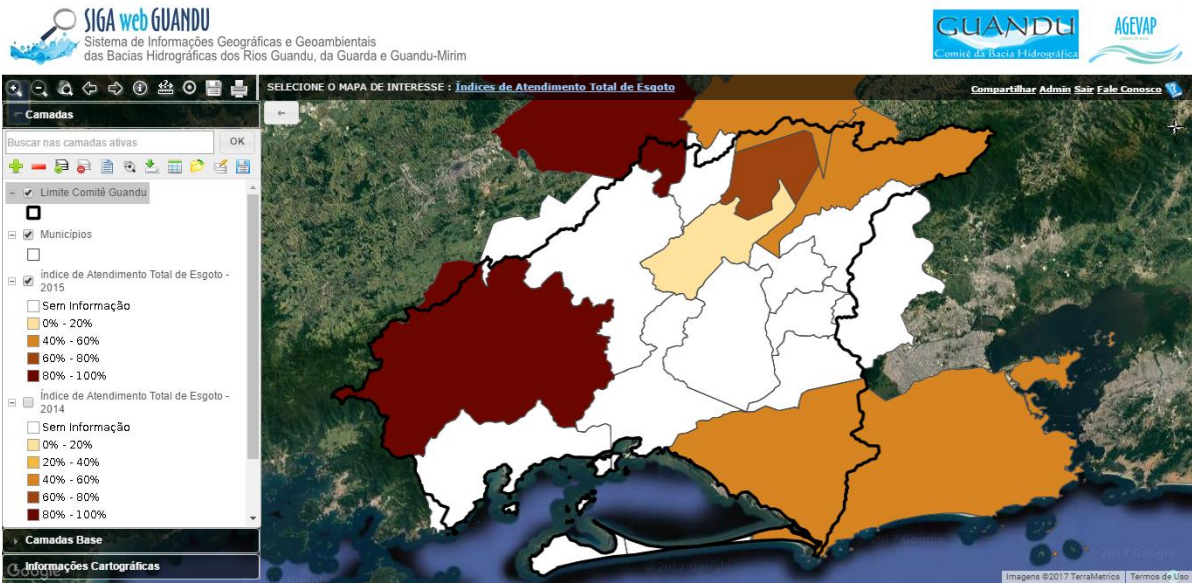 SIGA web GUANDU
Sistema de Informações Geográficas e Geoambientais
das Bacias Hidrográficas dos Rios Guandu, da Guarda e Guandu-Mirim
GUANDU
Comitê da Bacia Hidrográfica
AGEVAP
SELECIONE O MAPA DE INTERESSE : Índices de Atendimento Total de Esgoto
Compartilhar Admin Sair Fale Conosco
Camadas
Buscar nas camadas ativas
OK
Limite Comitê Guandu
Municípios
índice de Atendimento Total de Esgoto -
2015
Sem Informação
0% - 20%
40% - 60%
60% - 80%
80% - 100%
Índice de Atendimento Total de Esgoto -
2014
Sem Informação
0% - 20%
20% - 40%
40% - 60%
60% - 80%
80% - 100%
Camadas Base
Informações Cartográficas
Google
© 2017 Google
Imagens ©2017 TerraMetrics
Termos de Uso